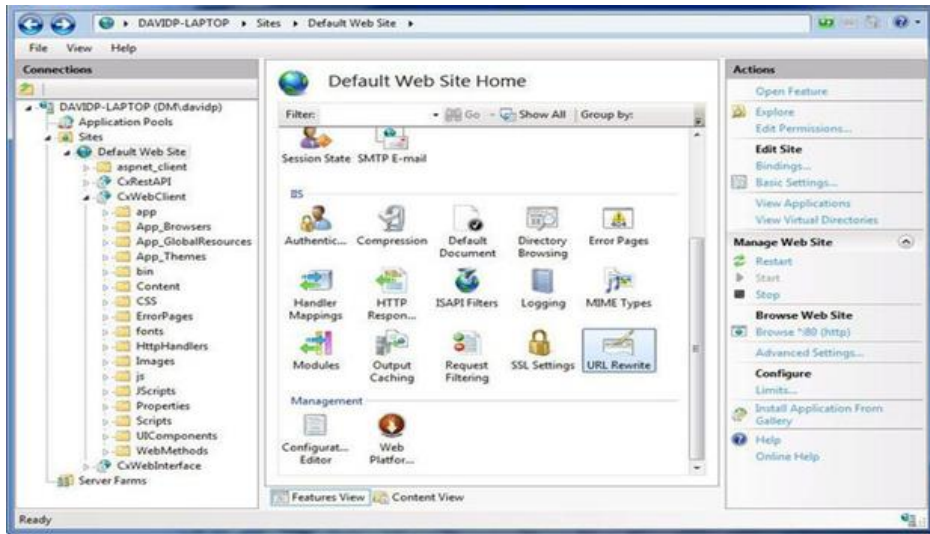 DAVIDP-LAPTOP ▸ Sites ▸ Default Web Site ▸
File View Help
Connections
DAVIDP-LAPTOP (DM\davidp)
Application Pools
Sites
Default Web Site
aspnet_client
CxRestAPI
CxWebClient
app
App_Browsers
App_GlobalResources
App_Themes
bin
Content
CSS
ErrorPages
fonts
HttpHandlers
Images
js
JScripts
Properties
Scripts
UIComponents
WebMethods
CxWebInterface
Server Farms
Default Web Site Home
Filter: Go Show All Group by:
Session State SMTP E-mail
IIS
Authentic... Compression Default Directory Error Pages
Document Browsing
Handler HTTP ISAPI Filters Logging MIME Types
Mappings Respon...
Modules Output Request SSL Settings URL Rewrite
Caching Filtering
Management
Configurat... Web
Editor Platfor...
Features View Content View
Actions
Open Feature
Explore
Edit Permissions...
Edit Site
Bindings...
Basic Settings...
View Applications
View Virtual Directories
Manage Web Site
Restart
Start
Stop
Browse Web Site
Browse *:80 (http)
Advanced Settings...
Configure
Limits...
Install Application From
Gallery
Help
Online Help
Ready